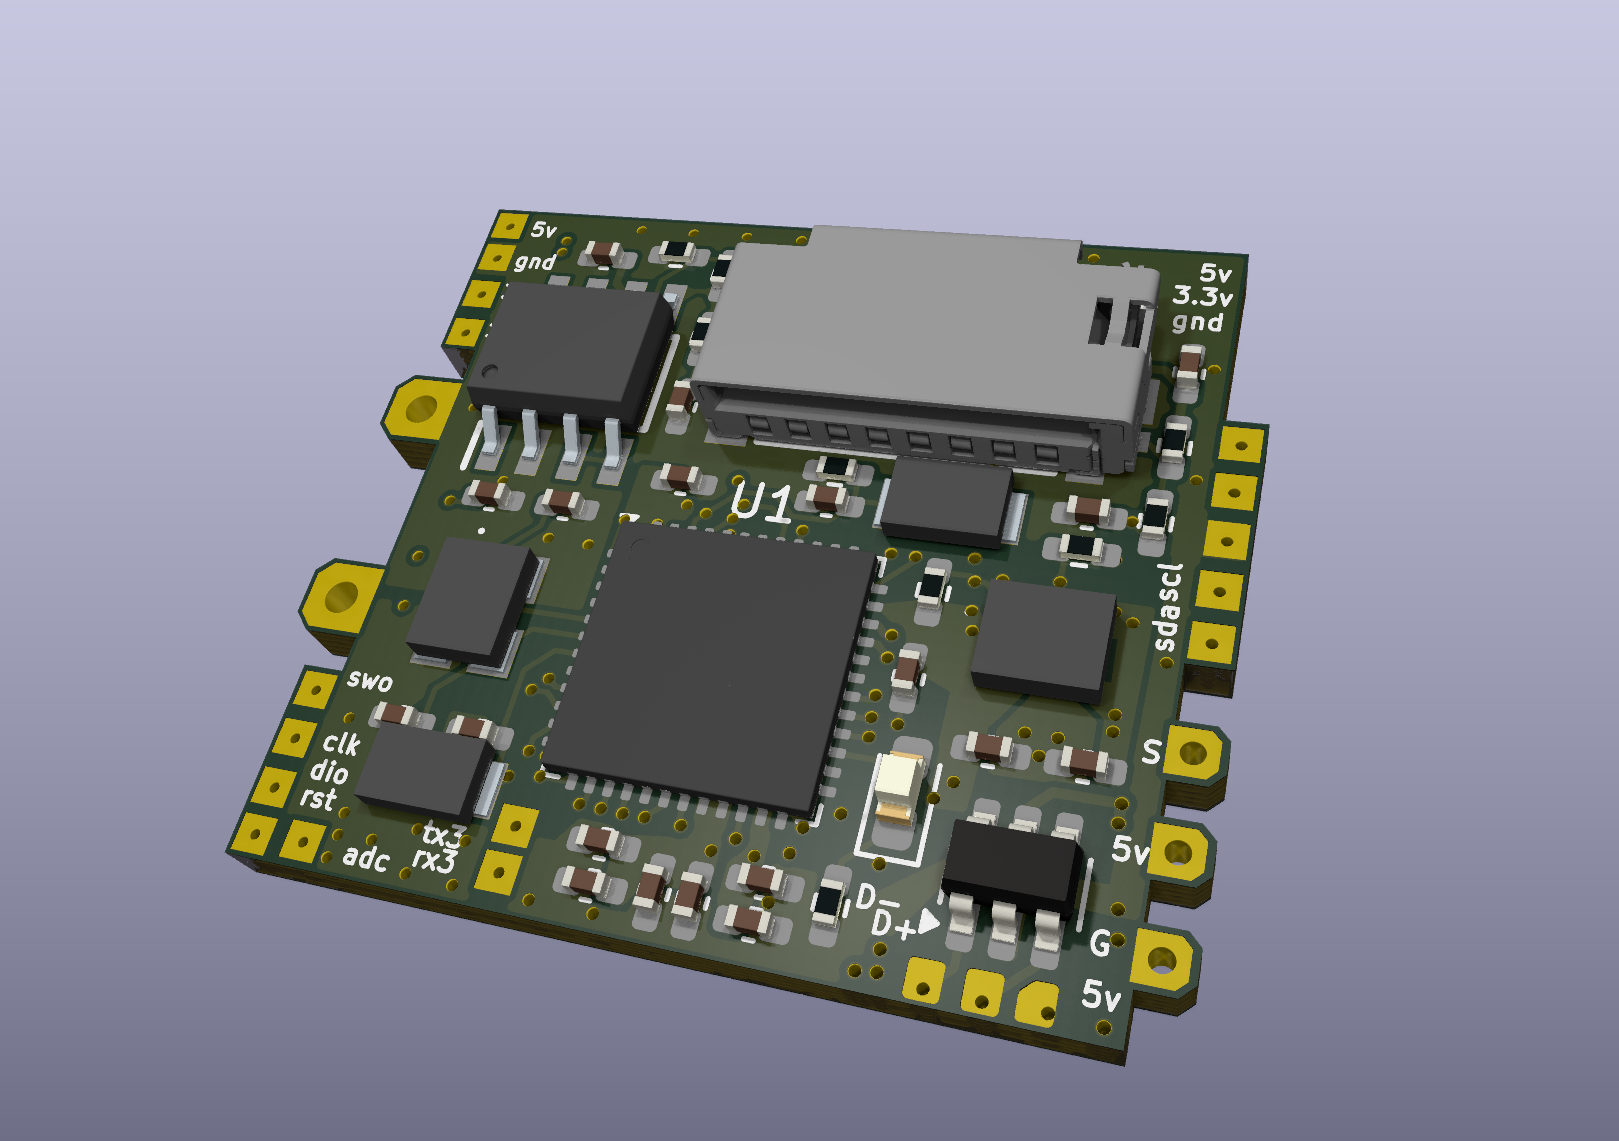 5v
gnd
5v
3.3v
gnd
U1
sdascl
swo
clk
dio
rst
adc
tx3
rx3
S
5v
D-
D+
G
5v